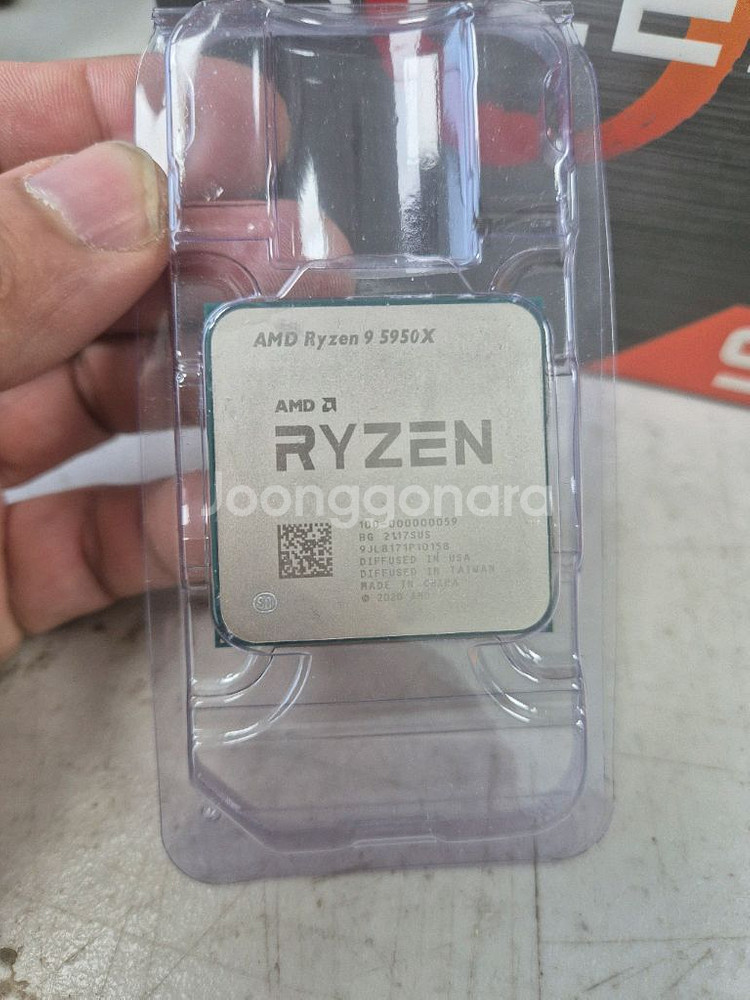 AMD Ryzen 9 5950X
AMD
RYZEN
Joonggonara
100-000000059
BG 2117SUS
9JL8171P10158
DIFFUSED IN USA
DIFFUSED IN TAIWAN
MADE IN CHINA
© 2020 AMD